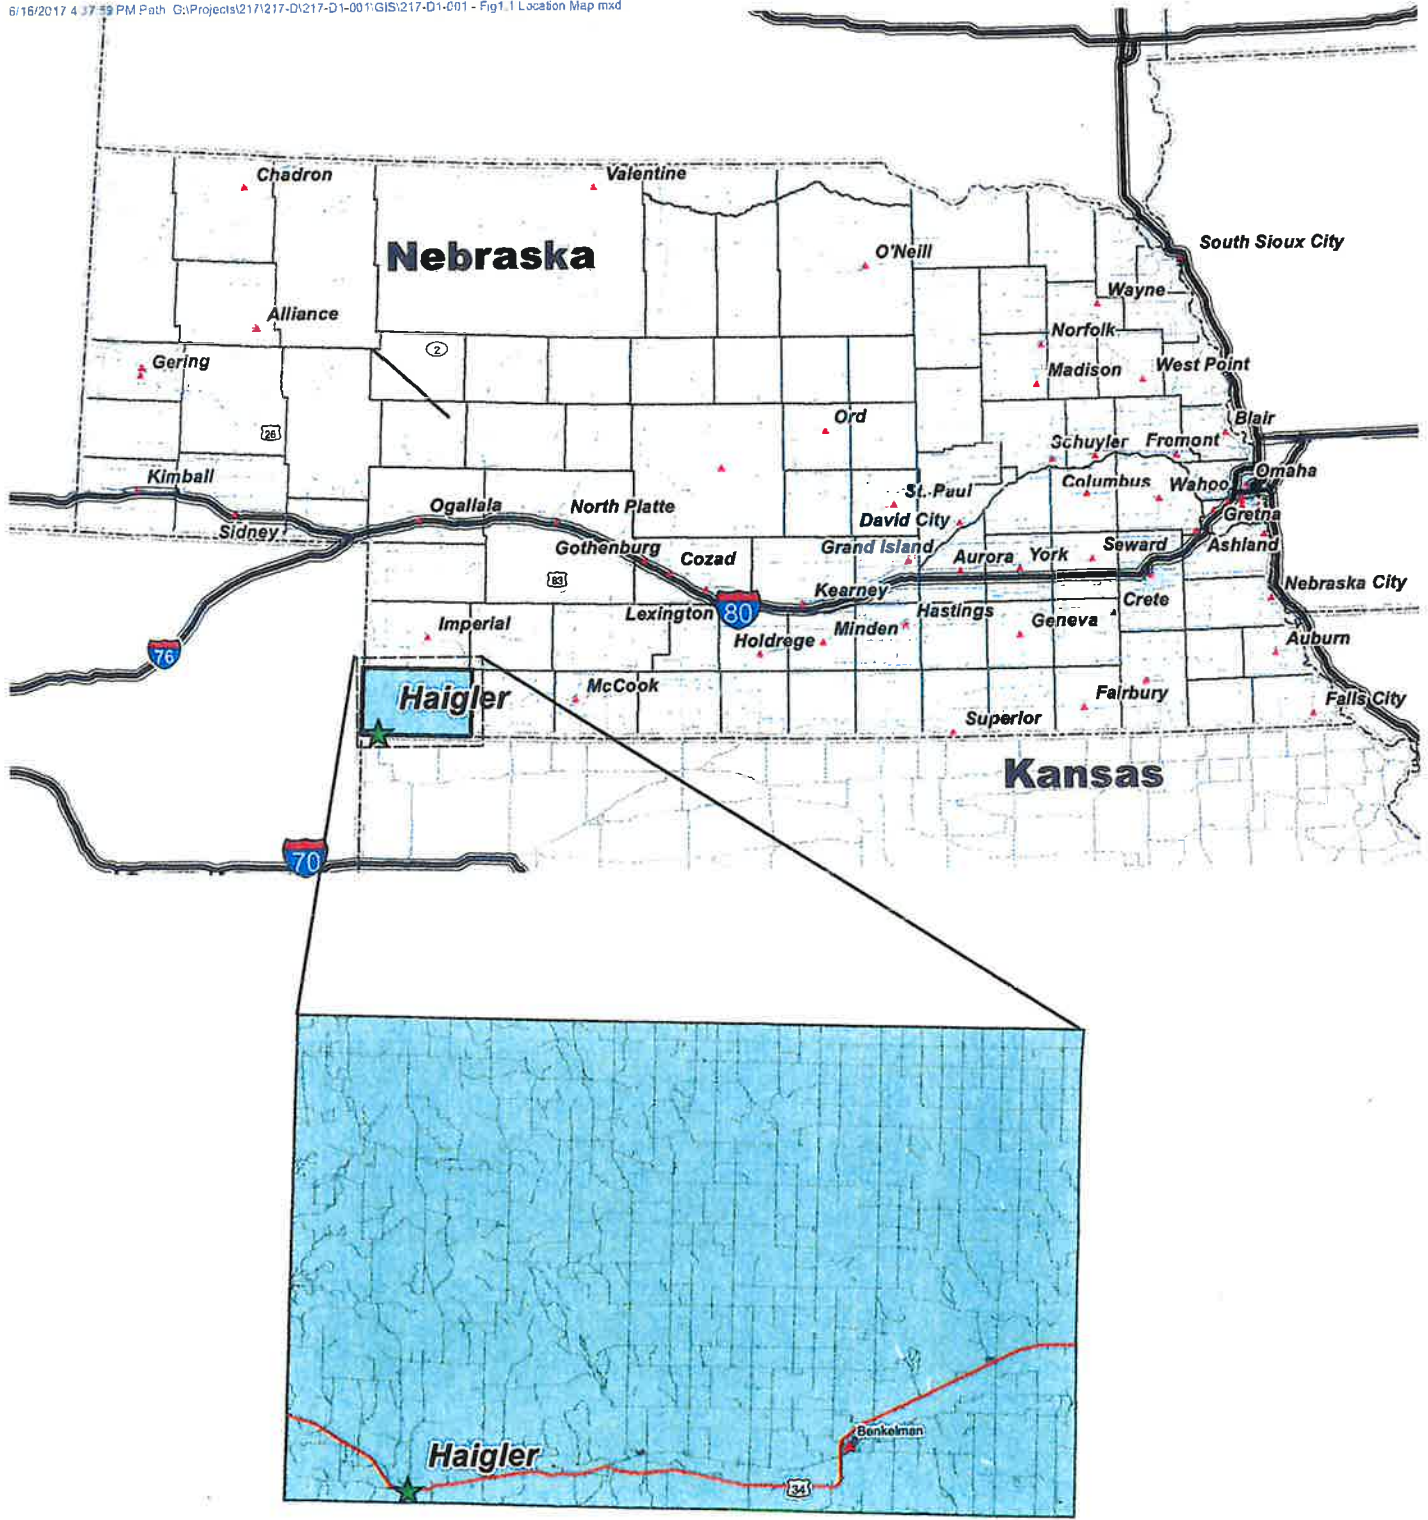 6/16/2017 4:37:59 PM Path: G:\Projects\217\217-D\217-D1-001\GIS\217-D1-001 - Fig1.1 Location Map.mxd
Chadron
Valentine
Nebraska
O'Neill
South Sioux City
Wayne
Alliance
Norfolk
2
Gering
Madison
West Point
Ord
Blair
26
Schuyler
Fremont
Kimball
Omaha
Columbus
Wahoo
St. Paul
Ogallala
North Platte
Gretna
David City
Sidney
Gothenburg
Cozad
Grand Island
Aurora
York
Seward
Ashland
83
Kearney
Nebraska City
Lexington
80
Hastings
Crete
Imperial
Holdrege
Minden
Geneva
Auburn
76
McCook
Haigler
Fairbury
Falls City
Superior
Kansas
70
Benkelman
Haigler
34